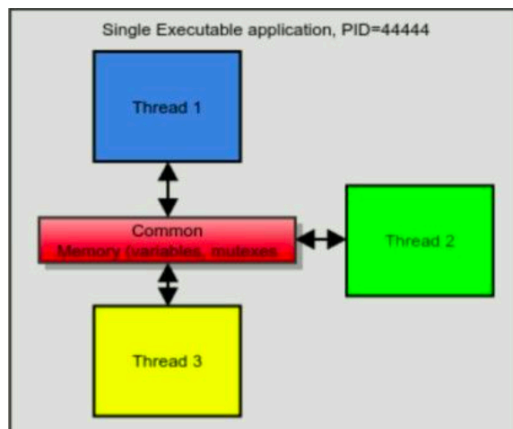 Single Executable application, PID=44444
Thread 1
Common
Memory (variables, mutexes
Thread 2
Thread 3